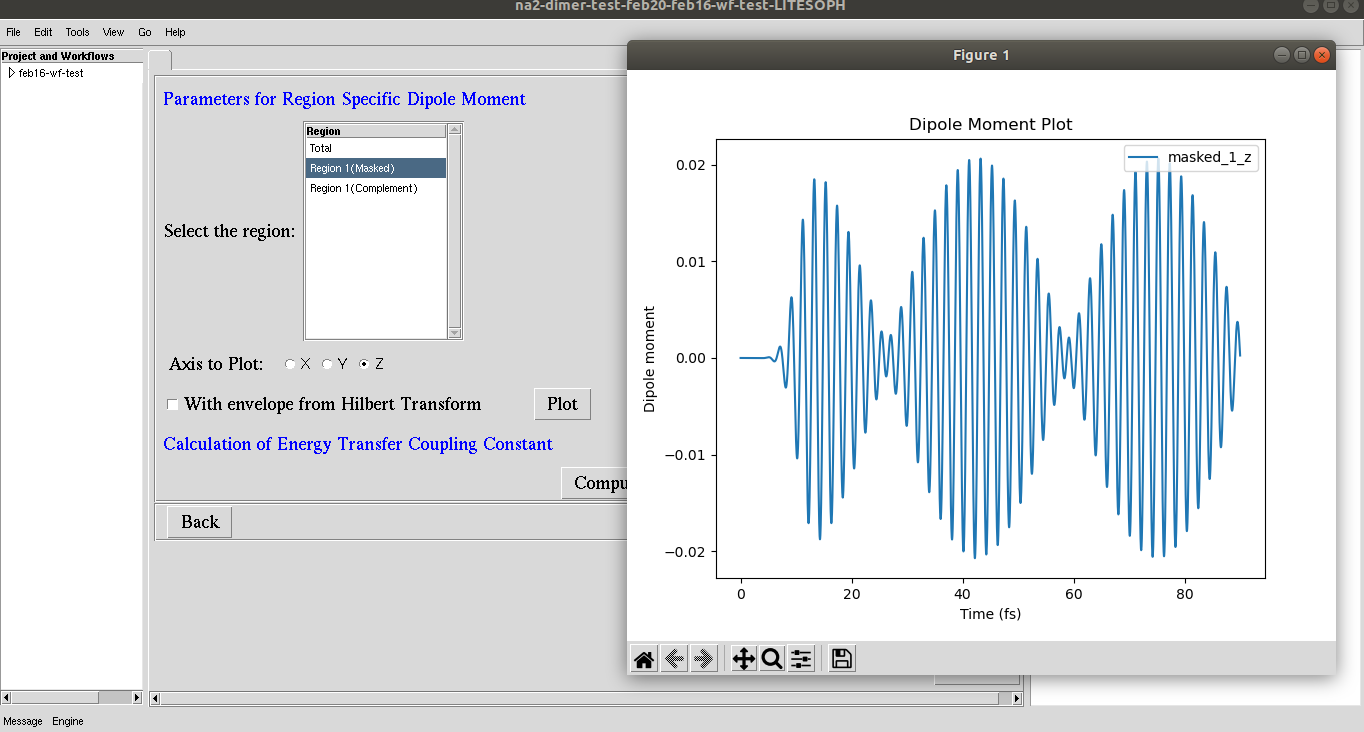 na2-dimer-test-feb20-feb16-wf-test-LITESOPH
File Edit Tools View Go Help
Project and Workflows
feb16-wf-test
Parameters for Region Specific Dipole Moment
Region
Total
Region 1(Masked)
Region 1(Complement)
Select the region:
Axis to Plot: X Y Z
With envelope from Hilbert Transform
Plot
Calculation of Energy Transfer Coupling Constant
Compu
Back
Figure 1
Dipole Moment Plot
masked_1_z
0.02
0.01
0.00
−0.01
−0.02
Dipole moment
0 20 40 60 80
Time (fs)
Message Engine